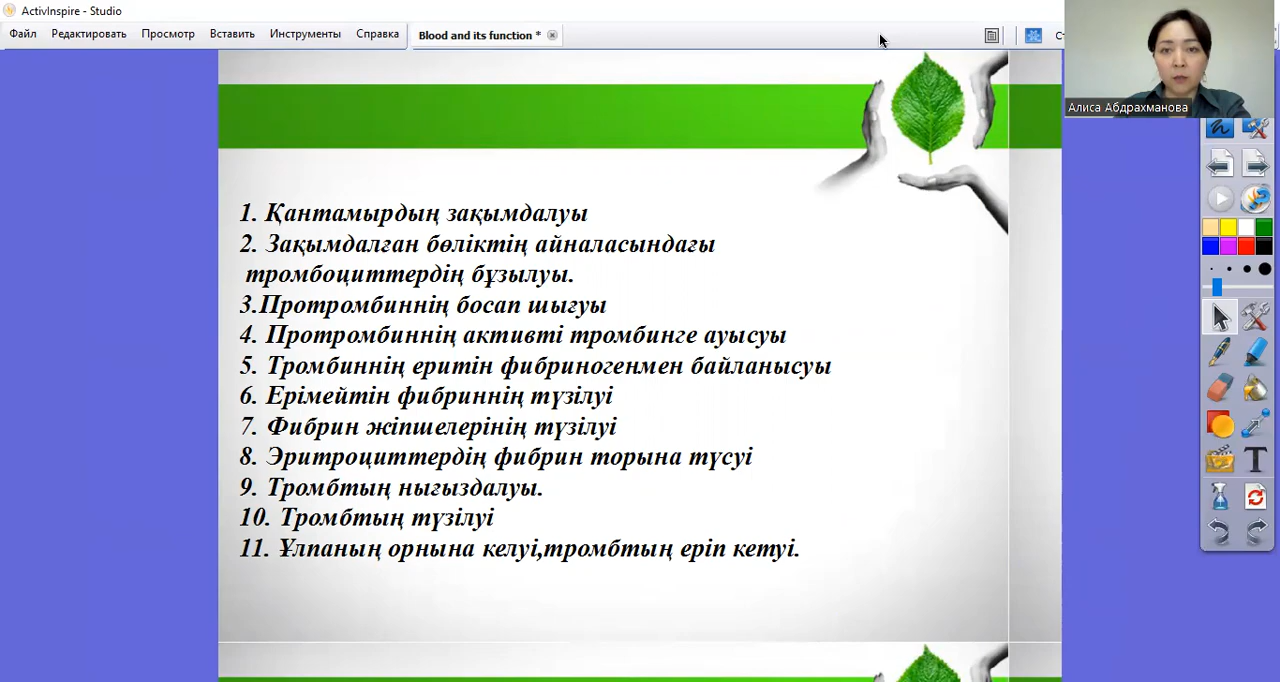 ActivInspire - Studio
Файл Редактировать Просмотр Вставить Инструменты Справка Blood and its function *
Алиса Абдрахманова
1. Қантамырдың зақымдалуы
2. Зақымдалған бөліктің айналасындағы
тромбоциттердің бұзылуы.
3.Протромбиннің босап шығуы
4. Протромбиннің активті тромбинге ауысуы
5. Тромбиннің еритін фибриногенмен байланысуы
6. Ерімейтін фибриннің түзілуі
7. Фибрин жіпшелерінің түзілуі
8. Эритроциттердің фибрин торына түсуі
9. Тромбтың нығыздалуы.
10. Тромбтың түзілуі
11. Ұлпаның орнына келуі,тромбтың еріп кетуі.